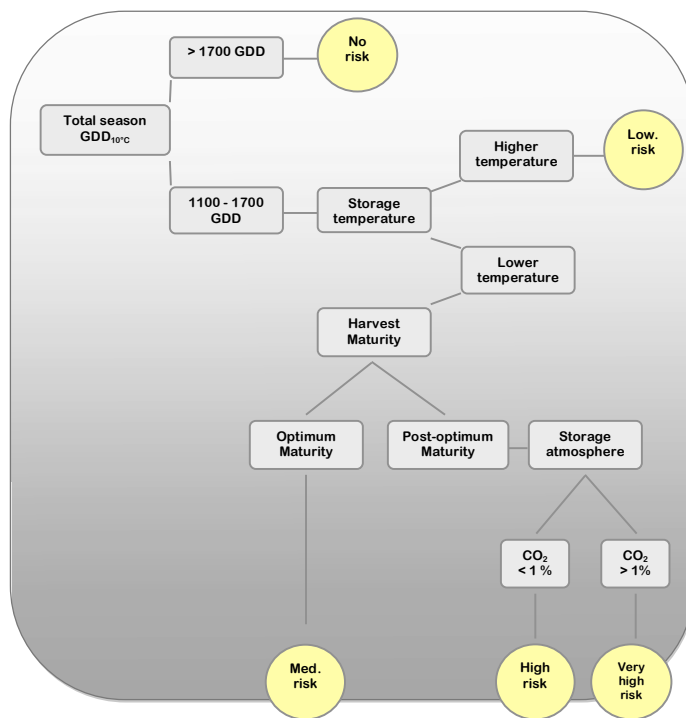 > 1700 GDD
No
risk
Total season
GDD₁₀°C
Higher
temperature
Low.
risk
1100 - 1700
GDD
Storage
temperature
Lower
temperature
Harvest
Maturity
Optimum
Maturity
Post-optimum
Maturity
Storage
atmosphere
CO₂
< 1 %
CO₂
> 1%
Med.
risk
High
risk
Very
high
risk